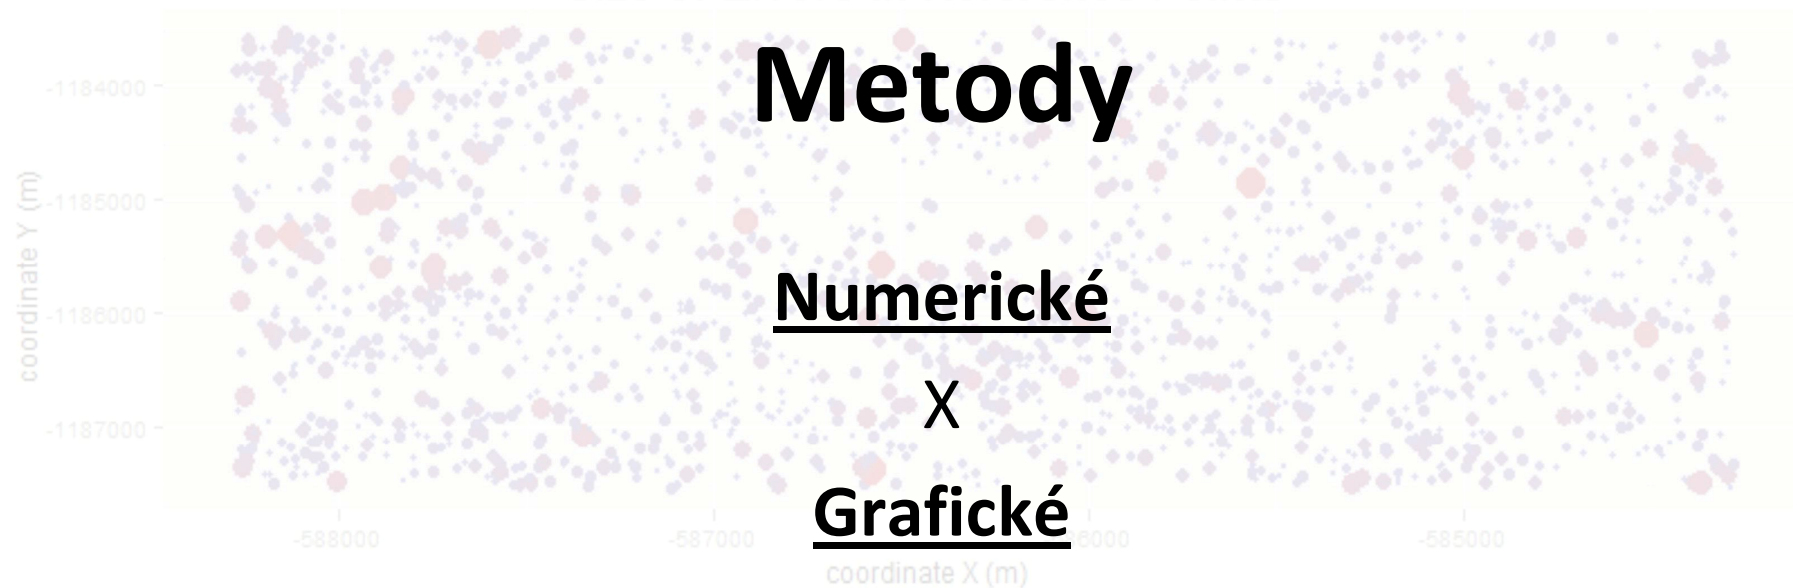 Metody
-1184000
-1185000
-1186000
-1187000
coordinate Y (m)
Numerické
X
Grafické
-588000
-587000
-585000
coordinate X (m)